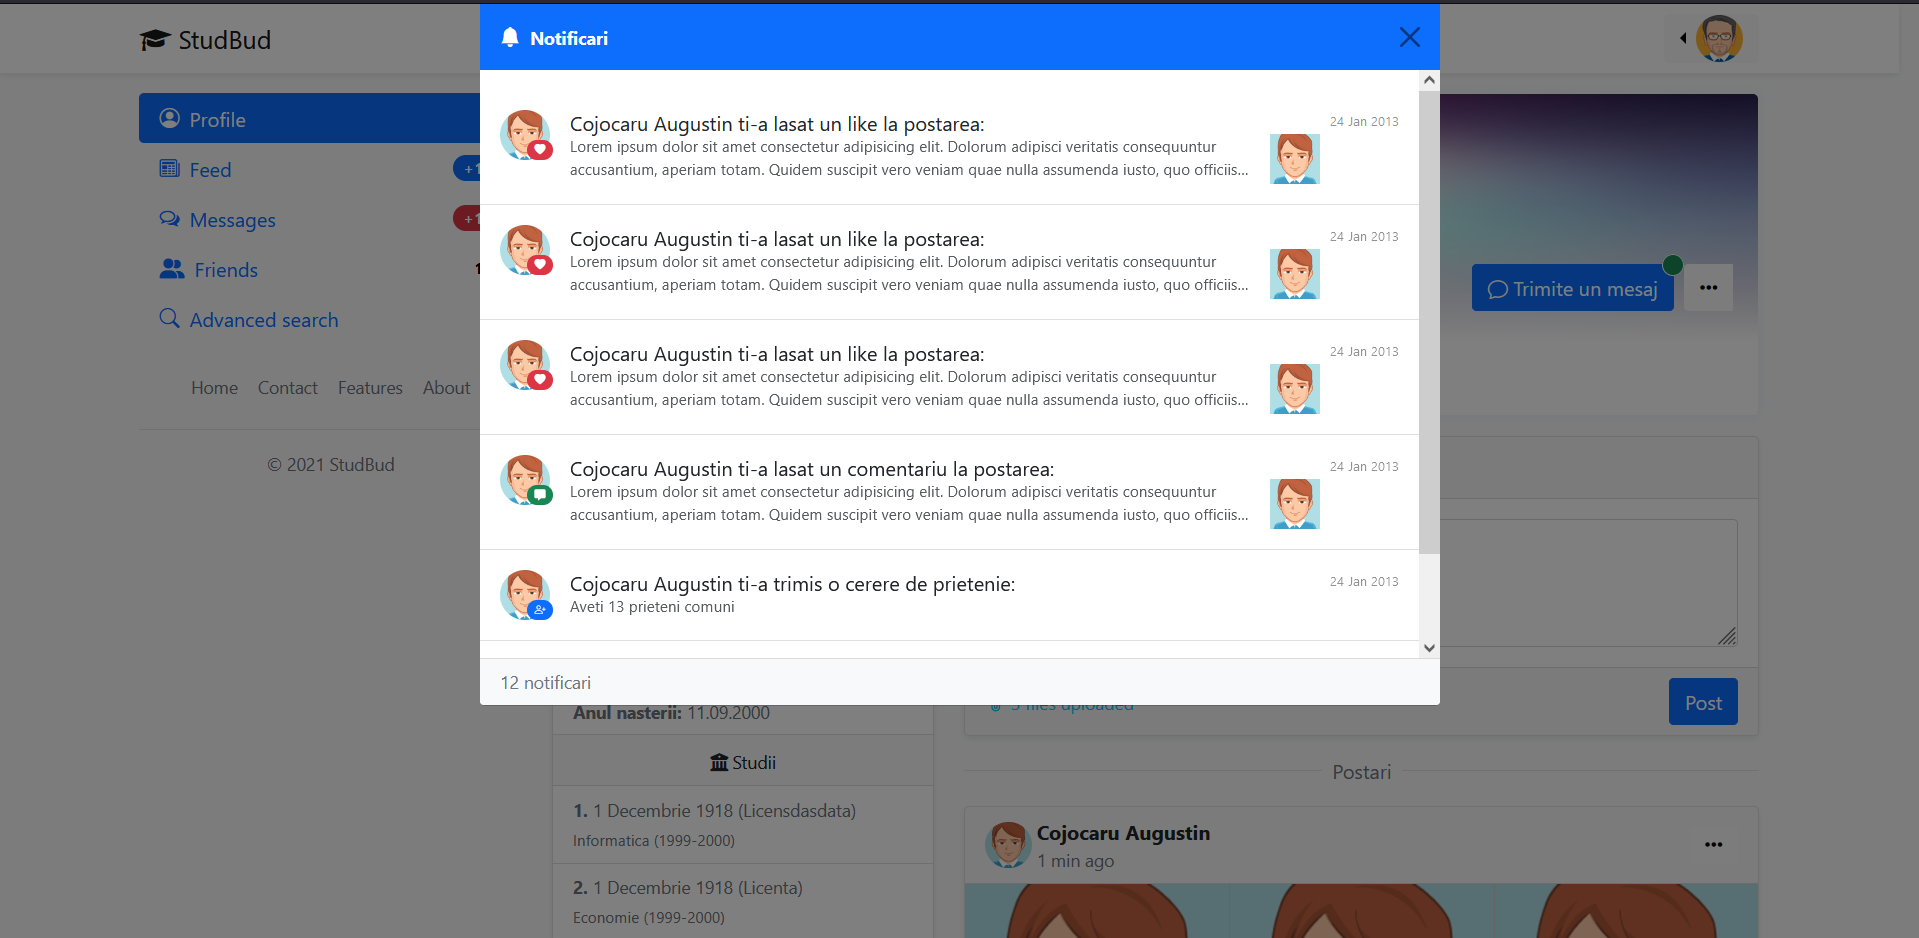 StudBud
Profile
Feed
Messages
Friends
Advanced search
Home Contact Features About
© 2021 StudBud
Notificari
Cojocaru Augustin ti-a lasat un like la postarea:
24 Jan 2013
Lorem ipsum dolor sit amet consectetur adipisicing elit. Dolorum adipisci veritatis consequuntur
accusantium, aperiam totam. Quidem suscipit vero veniam quae nulla assumenda iusto, quo officiis...
Cojocaru Augustin ti-a lasat un like la postarea:
24 Jan 2013
Lorem ipsum dolor sit amet consectetur adipisicing elit. Dolorum adipisci veritatis consequuntur
accusantium, aperiam totam. Quidem suscipit vero veniam quae nulla assumenda iusto, quo officiis...
Cojocaru Augustin ti-a lasat un like la postarea:
24 Jan 2013
Lorem ipsum dolor sit amet consectetur adipisicing elit. Dolorum adipisci veritatis consequuntur
accusantium, aperiam totam. Quidem suscipit vero veniam quae nulla assumenda iusto, quo officiis...
Cojocaru Augustin ti-a lasat un comentariu la postarea:
24 Jan 2013
Lorem ipsum dolor sit amet consectetur adipisicing elit. Dolorum adipisci veritatis consequuntur
accusantium, aperiam totam. Quidem suscipit vero veniam quae nulla assumenda iusto, quo officiis...
Cojocaru Augustin ti-a trimis o cerere de prietenie:
24 Jan 2013
Aveti 13 prieteni comuni
12 notificari
Trimite un mesaj
Anul nasterii: 11.09.2000
Studii
1. 1 Decembrie 1918 (Licensdasdata)
Informatica (1999-2000)
2. 1 Decembrie 1918 (Licenta)
Economie (1999-2000)
files uploaded
Post
Postari
Cojocaru Augustin
1 min ago